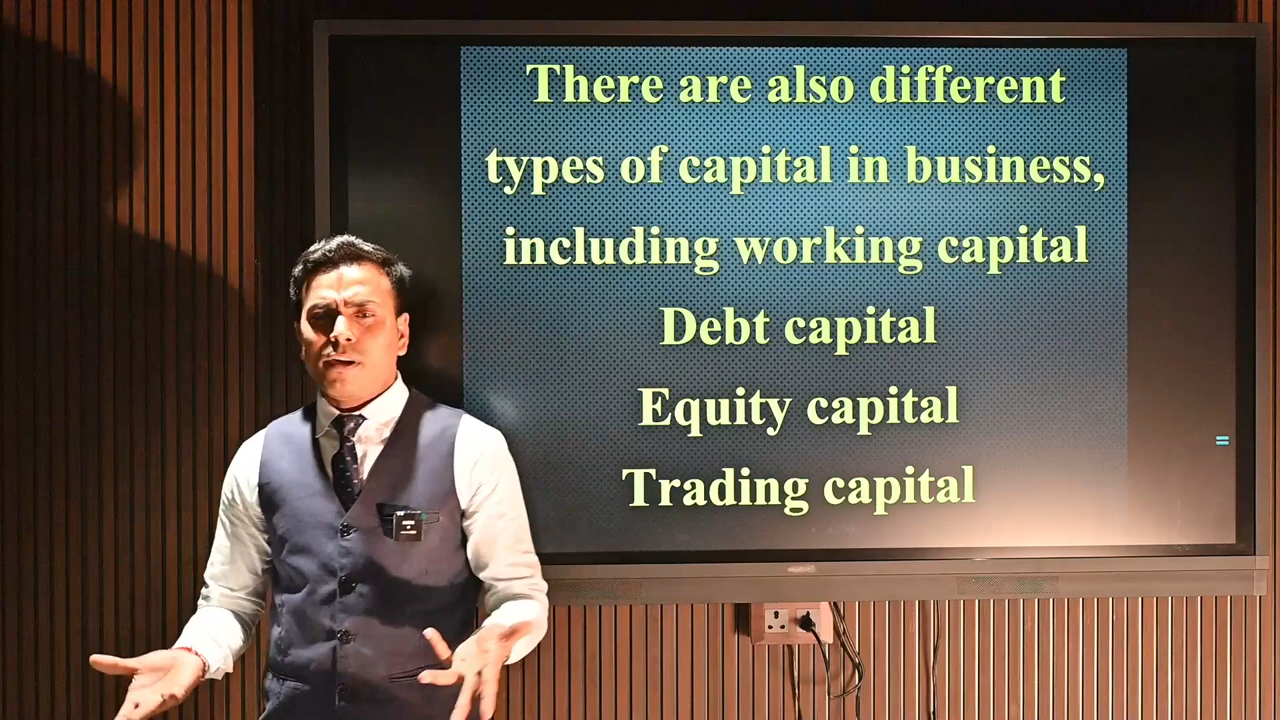 There are also different
types of capital in business,
including working capital
Debt capital
Equity capital
Trading capital